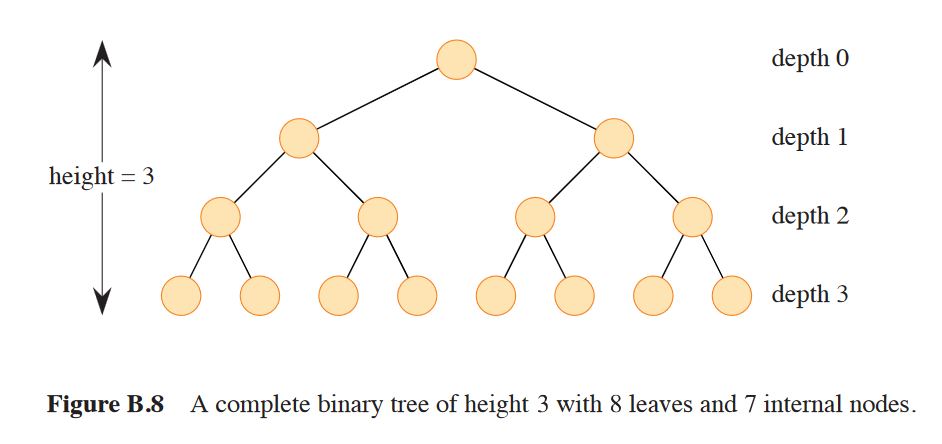 depth 0
depth 1
height = 3
depth 2
depth 3
Figure B.8 A complete binary tree of height 3 with 8 leaves and 7 internal nodes.